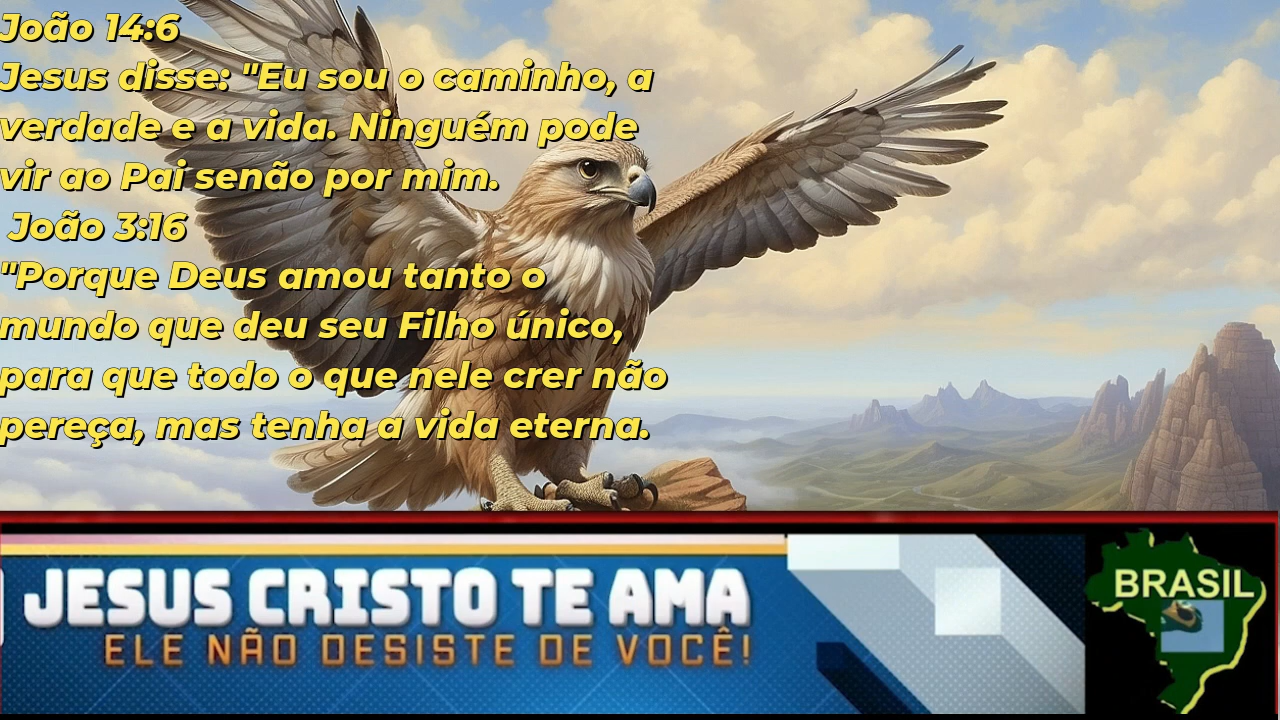 João 14:6
Jesus disse: "Eu sou o caminho, a
verdade e a vida. Ninguém pode
vir ao Pai senão por mim.
João 3:16
"Porque Deus amou tanto o
mundo que deu seu Filho único,
para que todo o que nele crer não
pereça, mas tenha a vida eterna.
JESUS CRISTO TE AMA
ELE NÃO DESISTE DE VOCÊ!
BRASIL